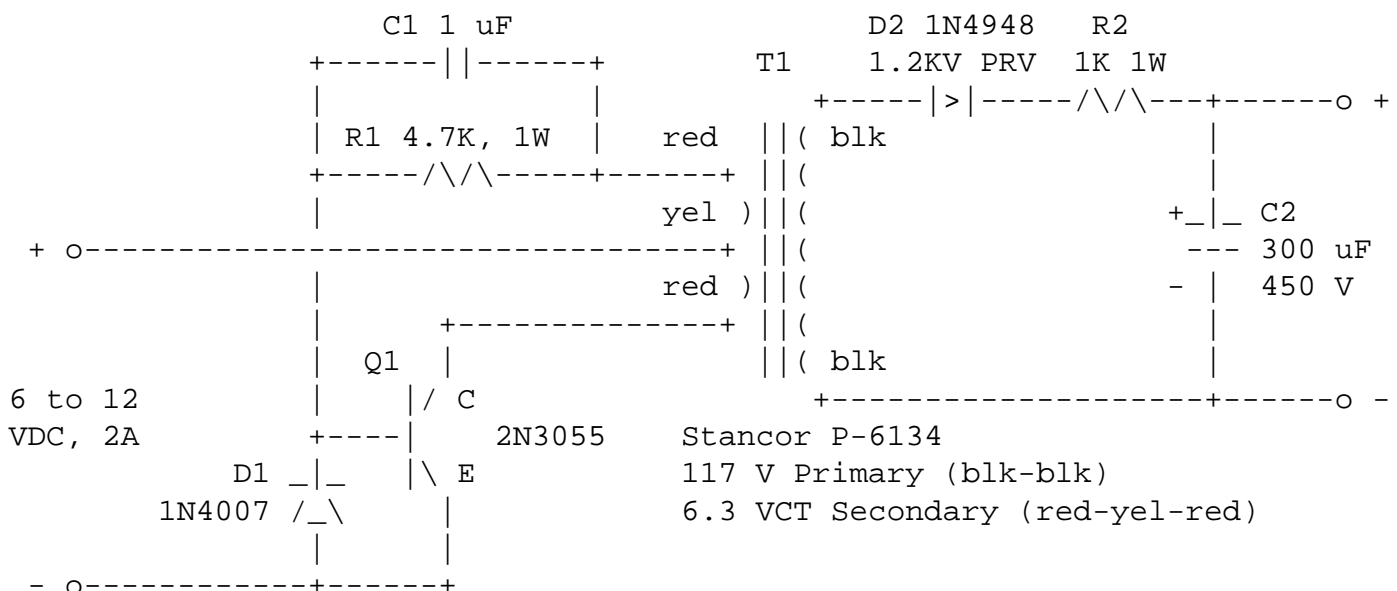 C1 1 uF D2 1N4948 R2
T1 1.2KV PRV 1K 1W
+
R1 4.7K, 1W red blk
yel + C2
+ 300 uF
red - 450 V
Q1 blk
6 to 12 C -
VDC, 2A 2N3055 Stancor P-6134
D1 E 117 V Primary (blk-blk)
1N4007 6.3 VCT Secondary (red-yel-red)
-